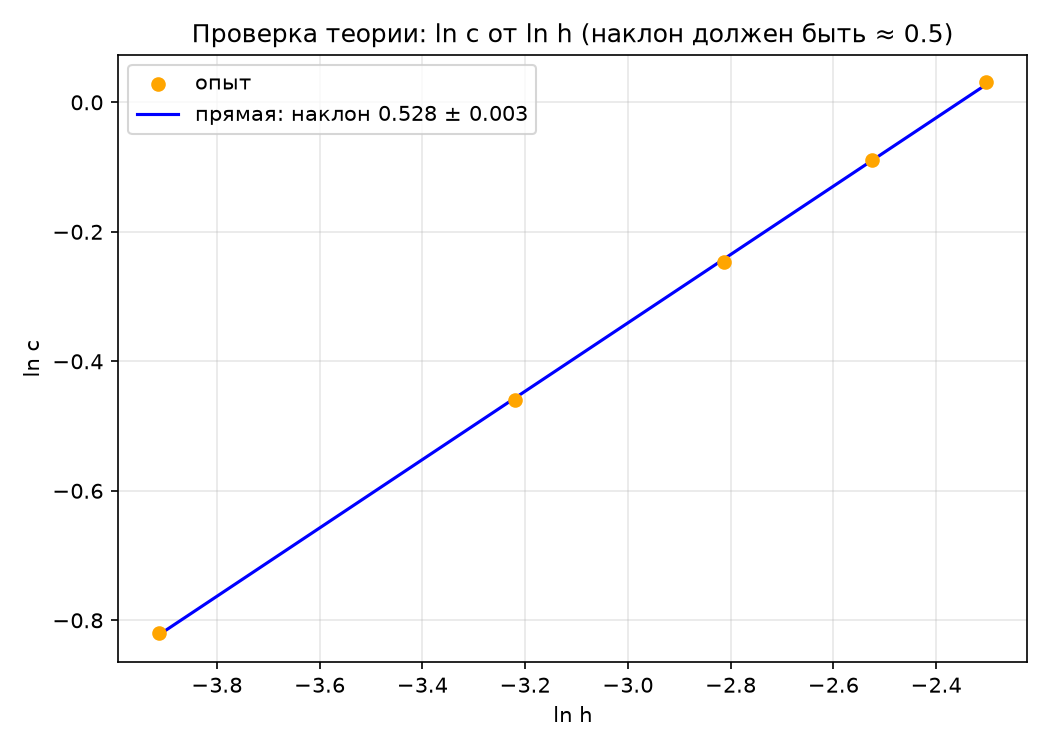 Проверка теории: ln c от ln h (наклон должен быть ≈ 0.5)
опыт
прямая: наклон 0.528 ± 0.003
0.0
−0.2
−0.4
−0.6
−0.8
ln c
−3.8 −3.6 −3.4 −3.2 −3.0 −2.8 −2.6 −2.4
ln h